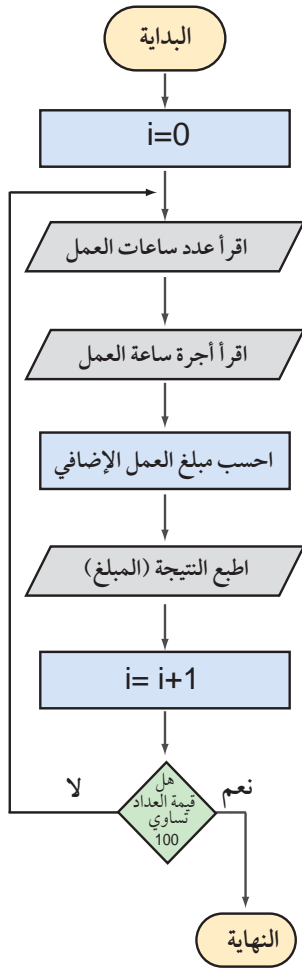 البداية
i=0
اقرأ عدد ساعات العمل
اقرأ أجرة ساعة العمل
احسب مبلغ العمل الإضافي
اطبع النتيجة (المبلغ)
i= i+1
هل
قيمة العداد
تساوي
100
نعم
لا
النهاية